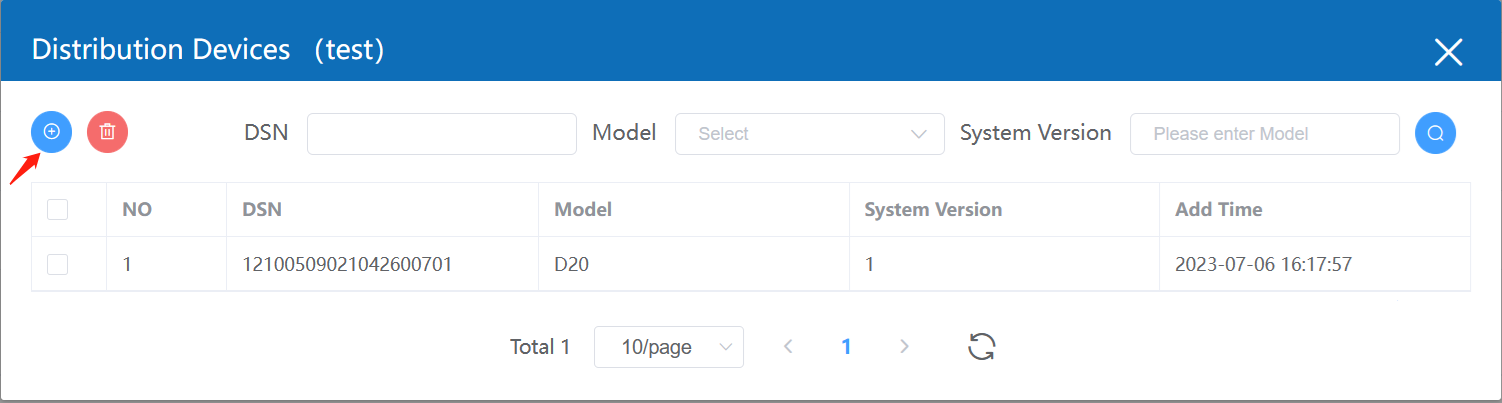 Distribution Devices （test）
DSN Model Select System Version Please enter Model
NO DSN Model System Version Add Time
1 12100509021042600701 D20 1 2023-07-06 16:17:57
Total 1 10/page 1